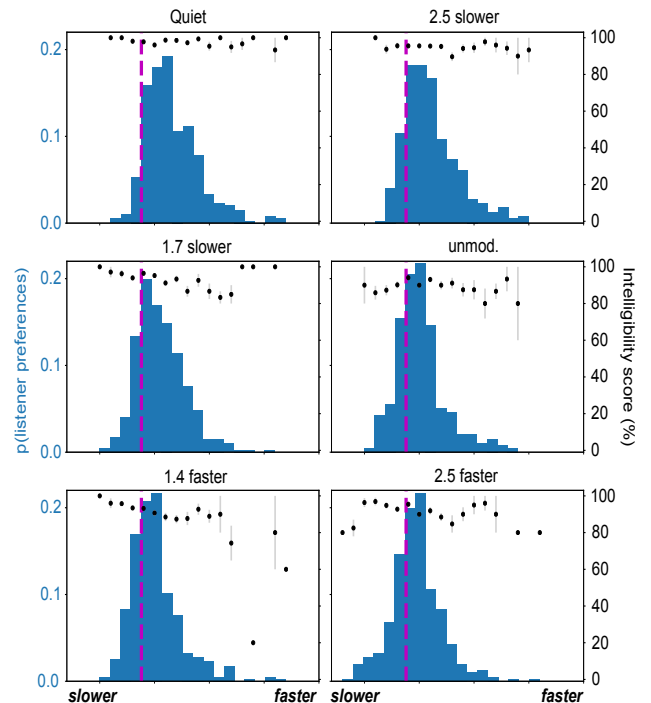 Quiet
2.5 slower
0.2
0.1
0.0
100
80
60
40
20
0
1.7 slower
unmod.
0.2
0.1
0.0
100
80
60
40
20
0
p(listener preferences)
Intelligibility score (%)
1.4 faster
2.5 faster
0.2
0.1
0.0
100
80
60
40
20
0
slower
faster
slower
faster